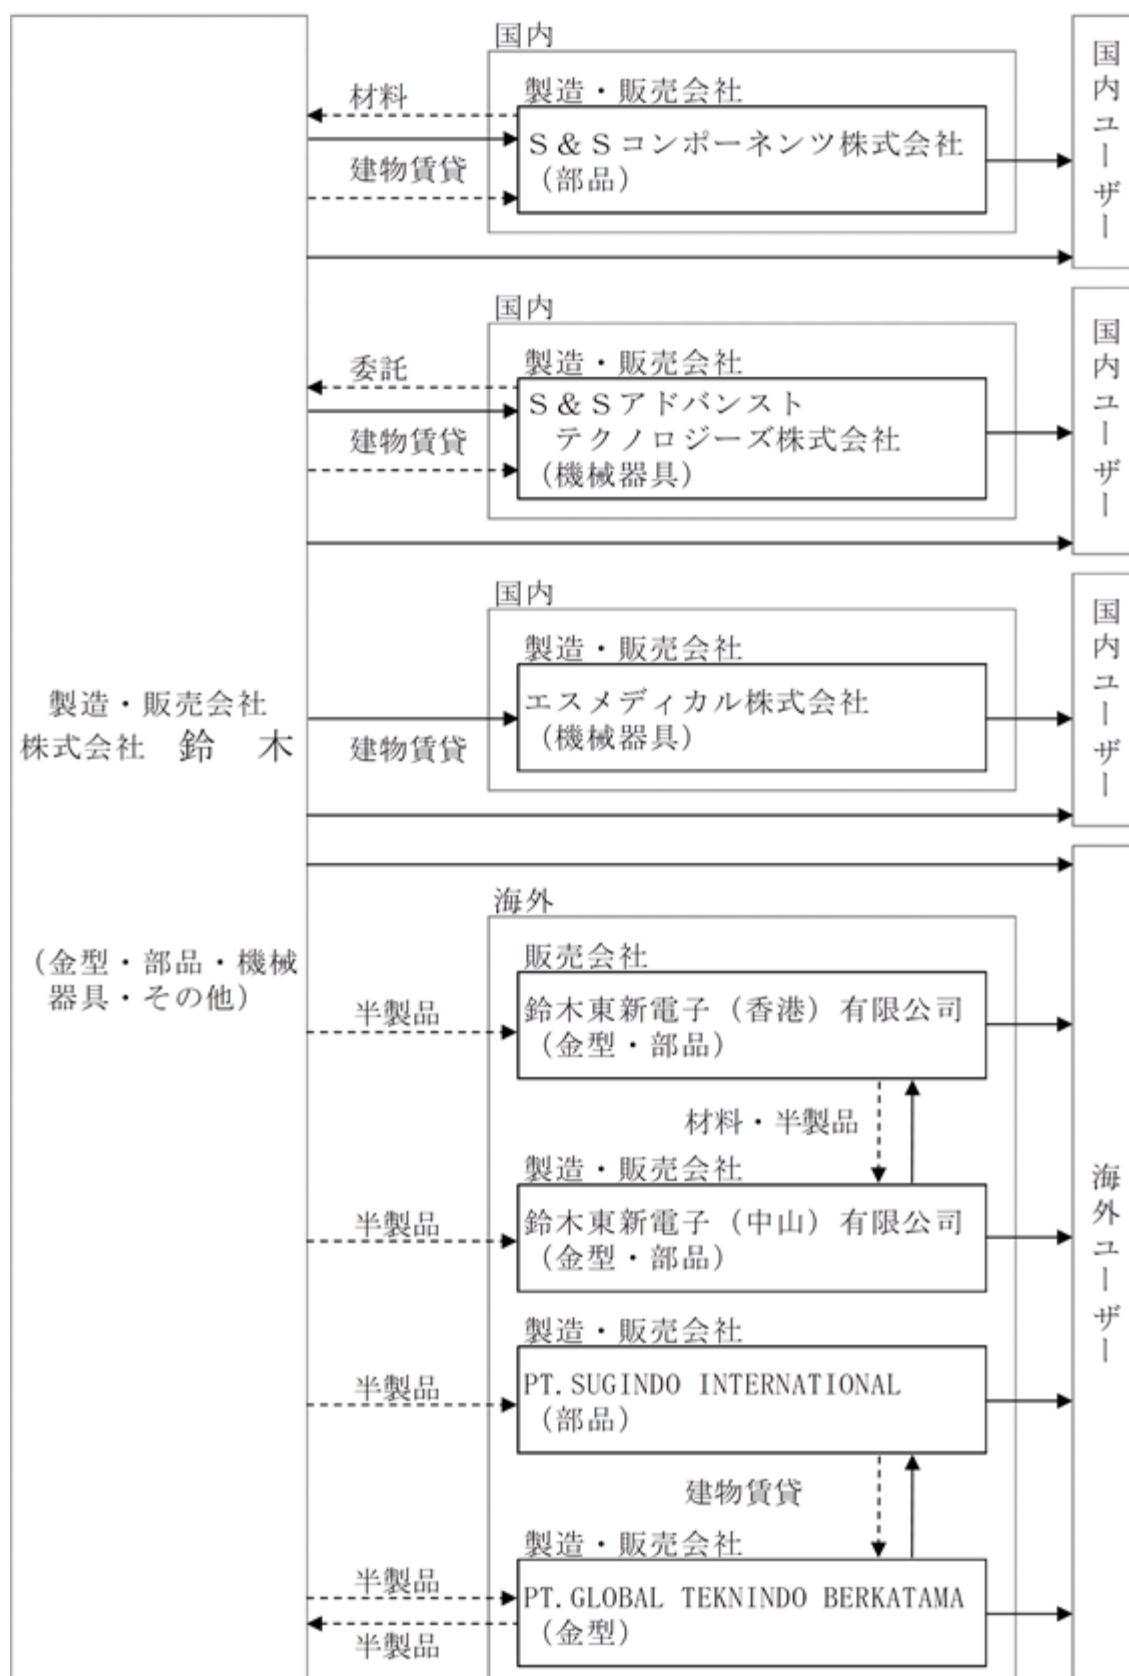 製造・販売会社
株式会社 鈴 木
(金型・部品・機械
器具・その他)
国内
製造・販売会社
材料
S&Sコンポーネンツ株式会社
(部品)
建物賃貸
国内ユーザー
国内
製造・販売会社
委託
S&Sアドバンスト
テクノロジーズ株式会社
(機械器具)
建物賃貸
国内ユーザー
国内
製造・販売会社
エスメディカル株式会社
(機械器具)
建物賃貸
国内ユーザー
海外
販売会社
半製品
鈴木東新電子(香港)有限公司
(金型・部品)
材料・半製品
製造・販売会社
半製品
鈴木東新電子(中山)有限公司
(金型・部品)
製造・販売会社
半製品
PT.SUGINDO INTERNATIONAL
(部品)
建物賃貸
製造・販売会社
半製品
PT.GLOBAL TEKNINDO BERKATAMA
(金型)
半製品
海外ユーザー